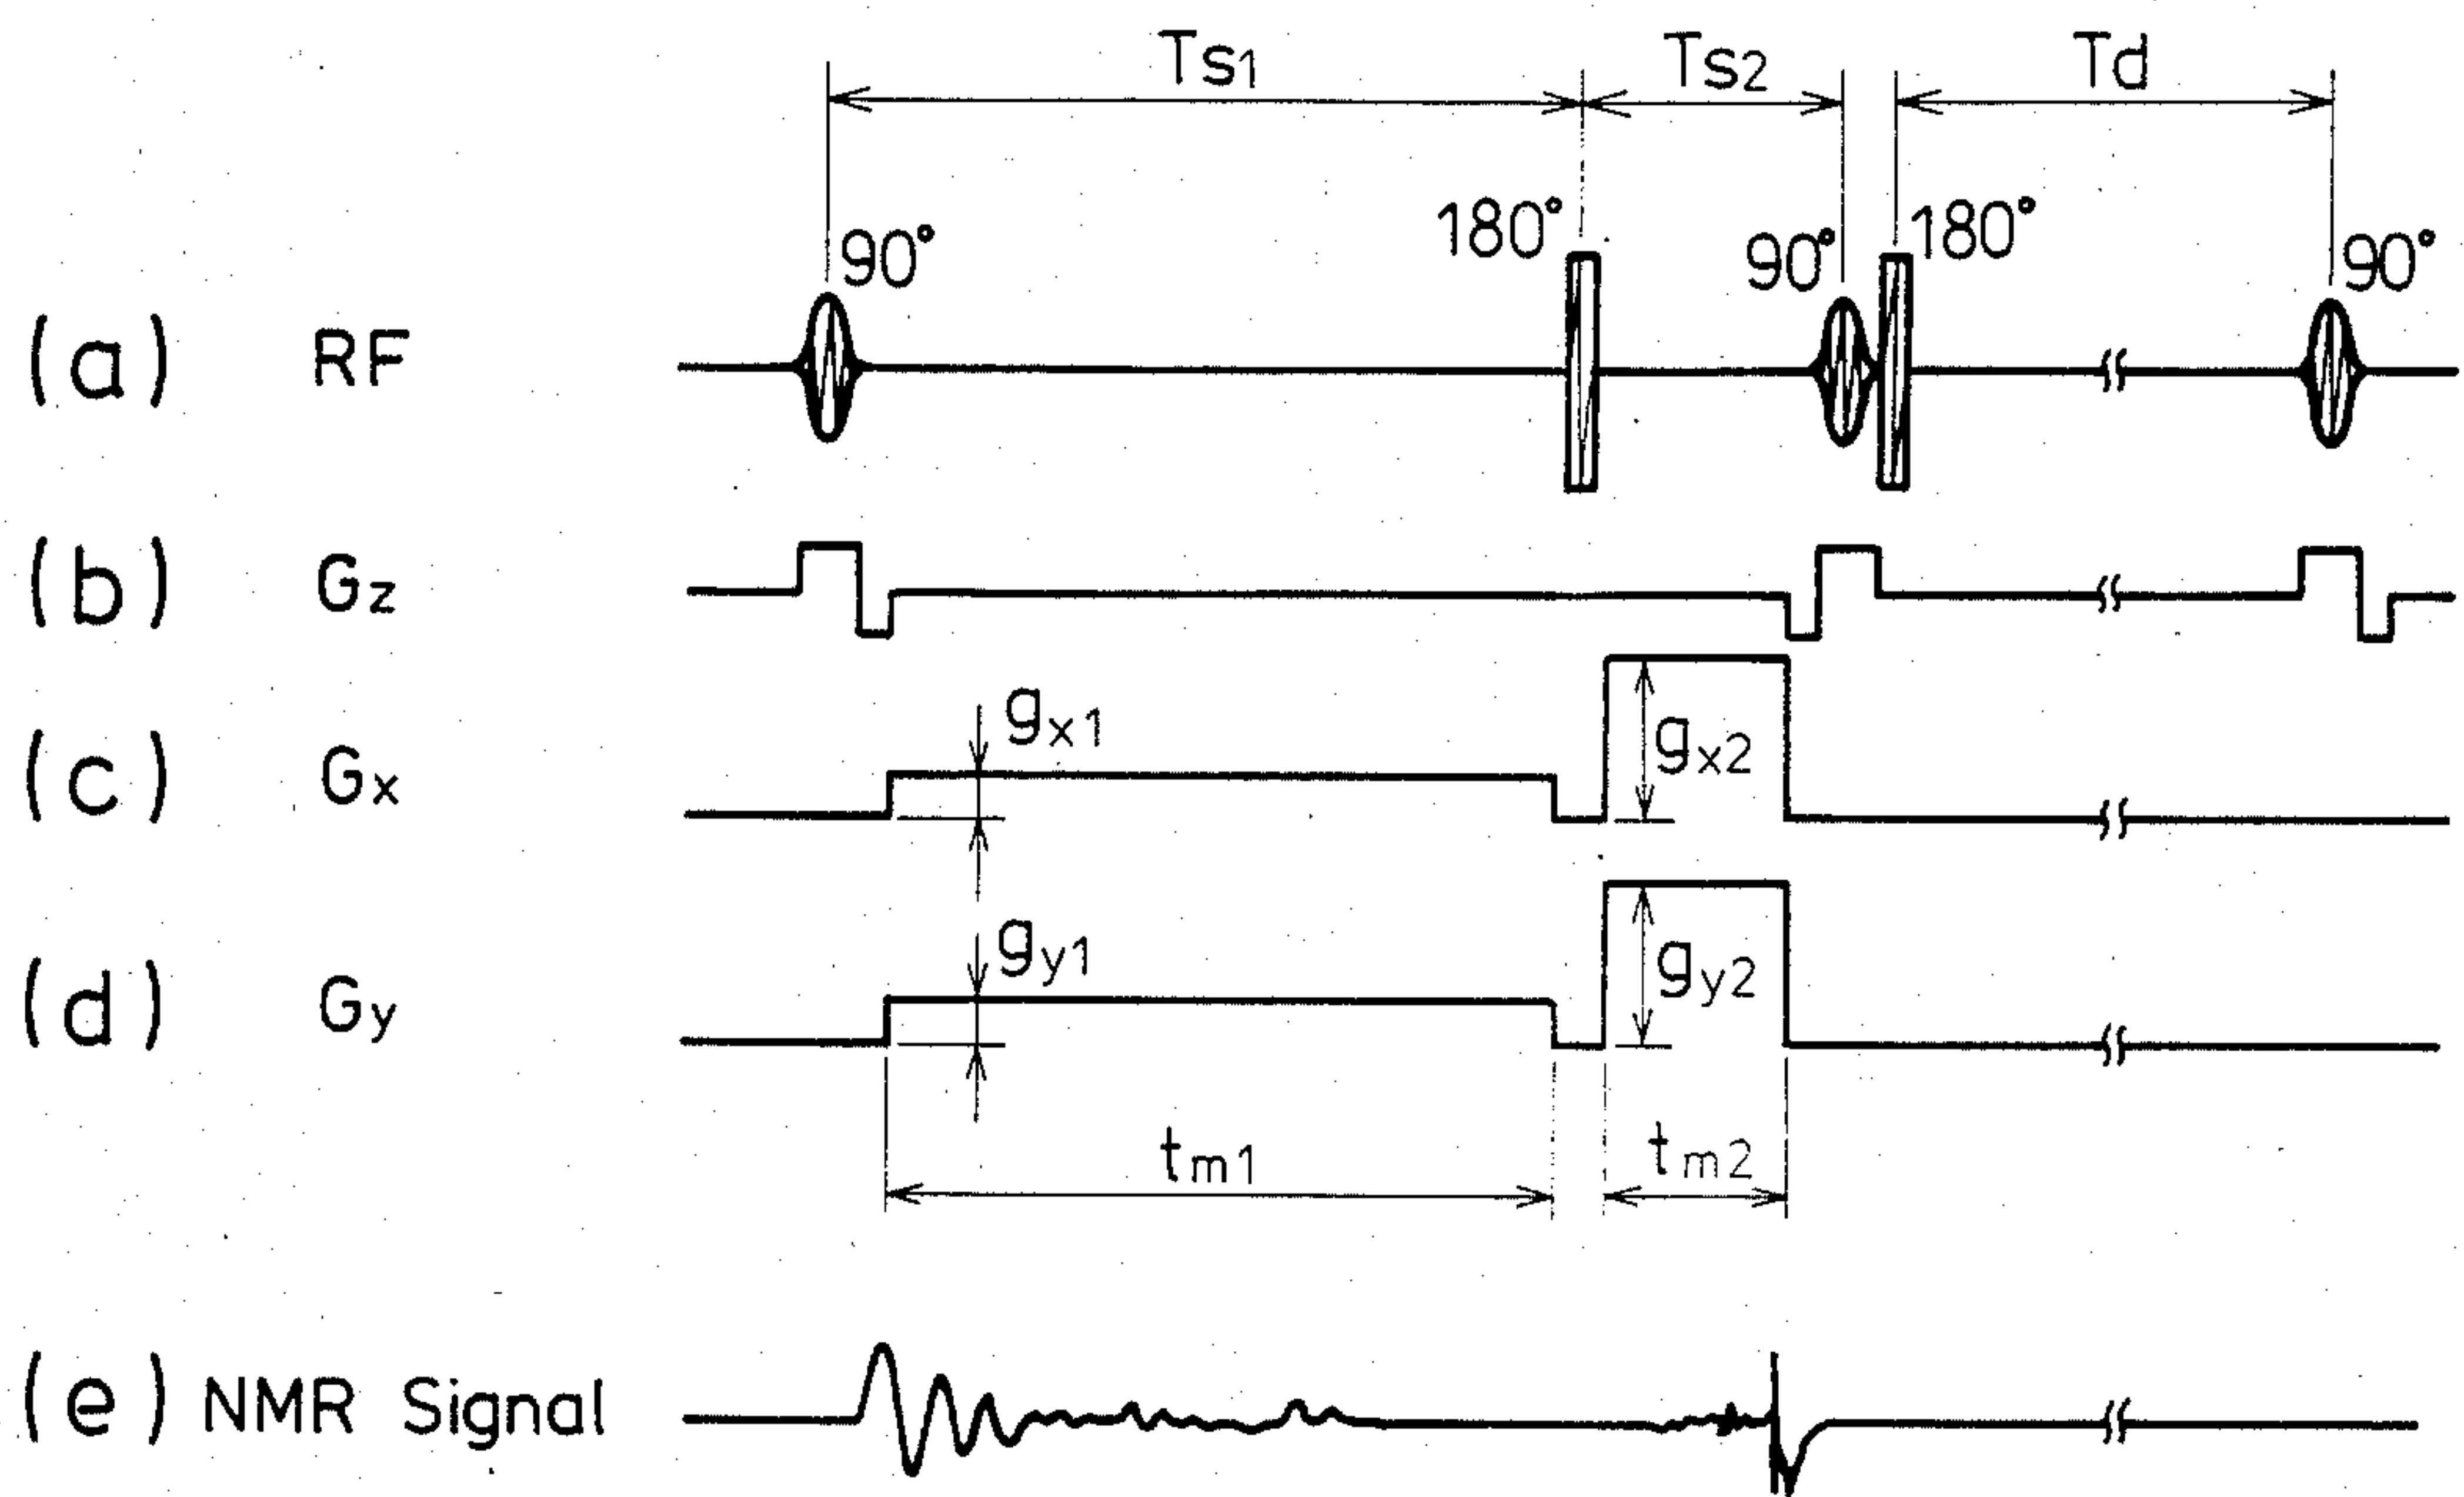 Ts1 Ts2 Td
90° 180° 90° 180° 90°
(a) RF
(b) Gz
(c) Gx gx1 gx2
(d) Gy gy1 gy2
tm1 tm2
(e) NMR Signal